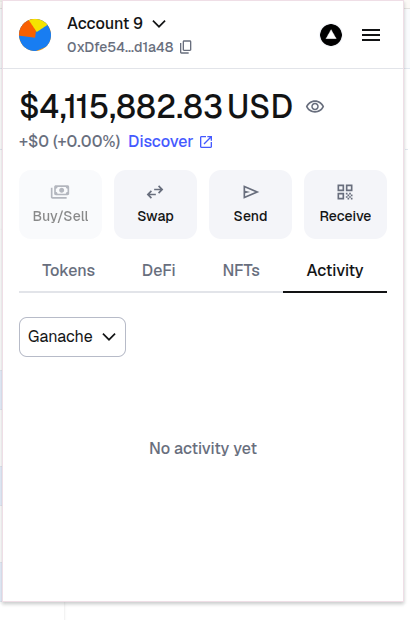 Account 9
0xDfe54...d1a48
$4,115,882.83 USD
+$0 (+0.00%) Discover
Buy/Sell Swap Send Receive
Tokens DeFi NFTs Activity
Ganache
No activity yet